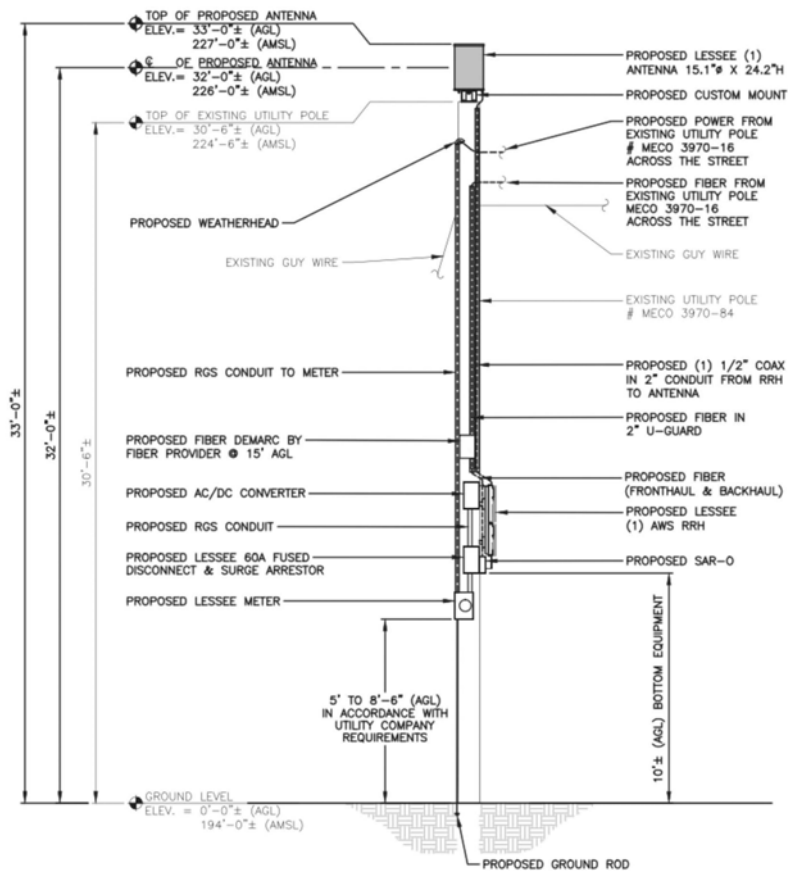 TOP OF PROPOSED ANTENNA
ELEV.= 33'-0"± (AGL)
227'-0"± (AMSL)
℄ OF PROPOSED ANTENNA
ELEV.= 32'-0"± (AGL)
226'-0"± (AMSL)
TOP OF EXISTING UTILITY POLE
ELEV.= 30'-6"± (AGL)
224'-6"± (AMSL)
PROPOSED WEATHERHEAD
EXISTING GUY WIRE
PROPOSED RGS CONDUIT TO METER
PROPOSED FIBER DEMARC BY
FIBER PROVIDER @ 15' AGL
PROPOSED AC/DC CONVERTER
PROPOSED RGS CONDUIT
PROPOSED LESSEE 60A FUSED
DISCONNECT & SURGE ARRESTOR
PROPOSED LESSEE METER
5' TO 8'-6" (AGL)
IN ACCORDANCE WITH
UTILITY COMPANY
REQUIREMENTS
GROUND LEVEL
ELEV. = 0'-0"± (AGL)
194'-0"± (AMSL)
33'-0"±
32'-0"±
30'-6"±
PROPOSED LESSEE (1)
ANTENNA 15.1"ø X 24.2"H
PROPOSED CUSTOM MOUNT
PROPOSED POWER FROM
EXISTING UTILITY POLE
# MECO 3970-16
ACROSS THE STREET
PROPOSED FIBER FROM
EXISTING UTILITY POLE
MECO 3970-16
ACROSS THE STREET
EXISTING GUY WIRE
EXISTING UTILITY POLE
# MECO 3970-84
PROPOSED (1) 1/2" COAX
IN 2" CONDUIT FROM RRH
TO ANTENNA
PROPOSED FIBER IN
2" U-GUARD
PROPOSED FIBER
(FRONTHAUL & BACKHAUL)
PROPOSED LESSEE
(1) AWS RRH
PROPOSED SAR-O
10'± (AGL) BOTTOM EQUIPMENT
PROPOSED GROUND ROD